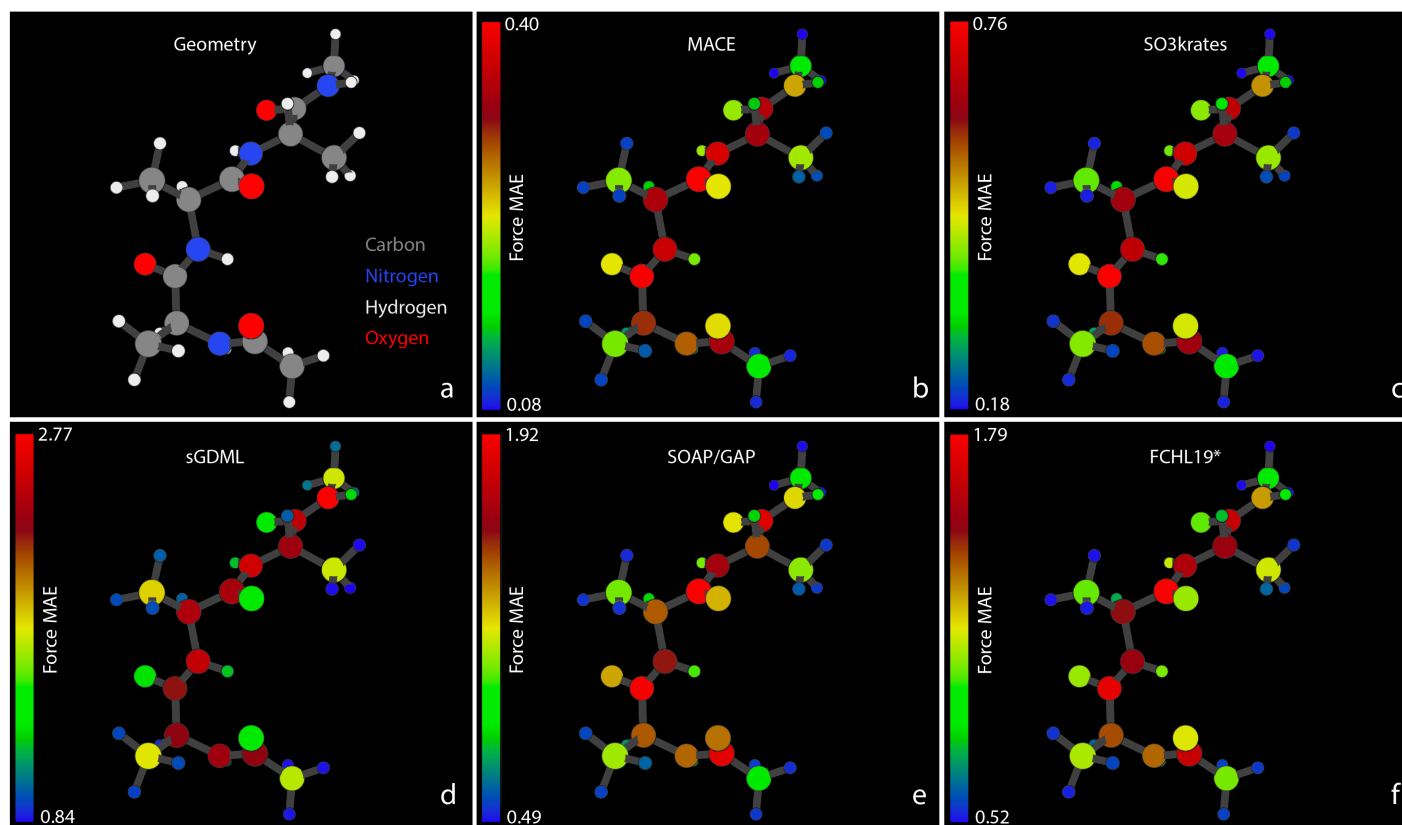 Geometry
Carbon
Nitrogen
Hydrogen
Oxygen
a
0.40
MACE
Force MAE
0.08
b
0.76
SO3krates
Force MAE
0.18
c
2.77
sGDML
Force MAE
0.84
d
1.92
SOAP/GAP
Force MAE
0.49
e
1.79
FCHL19*
Force MAE
0.52
f